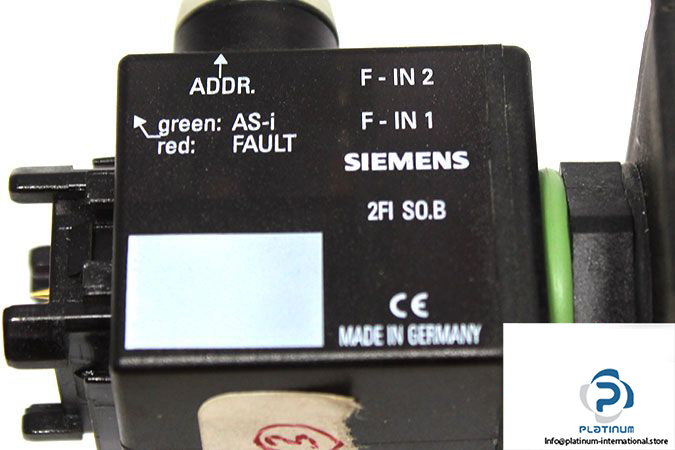 ADDR.
F - IN 2
green: AS-i
F - IN 1
red: FAULT
SIEMENS
2FI SO.B
CE
MADE IN GERMANY
3
PLATINUM
Info@platinum-international.store